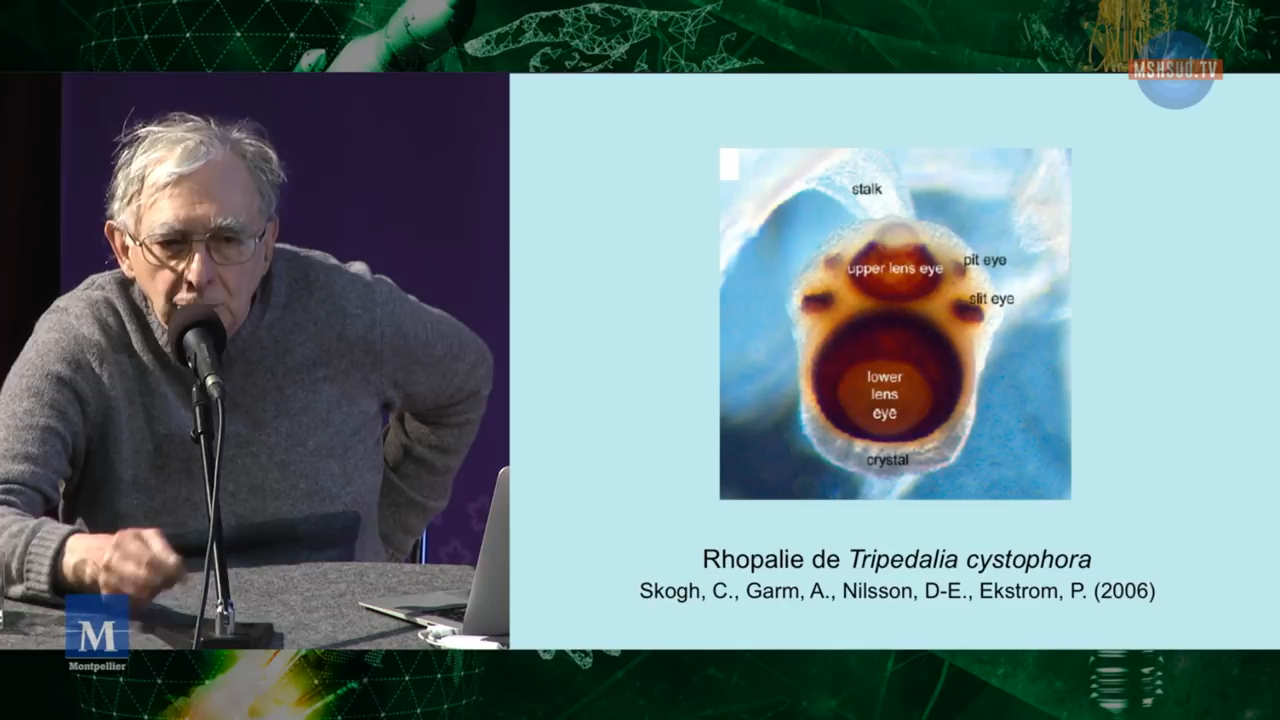 MSHSUD.TV
stalk
upper lens eye
pit eye
slit eye
lower
lens
eye
crystal
Rhopalie de Tripedalia cystophora
Skogh, C., Garm, A., Nilsson, D-E., Ekstrom, P. (2006)
M
Montpellier